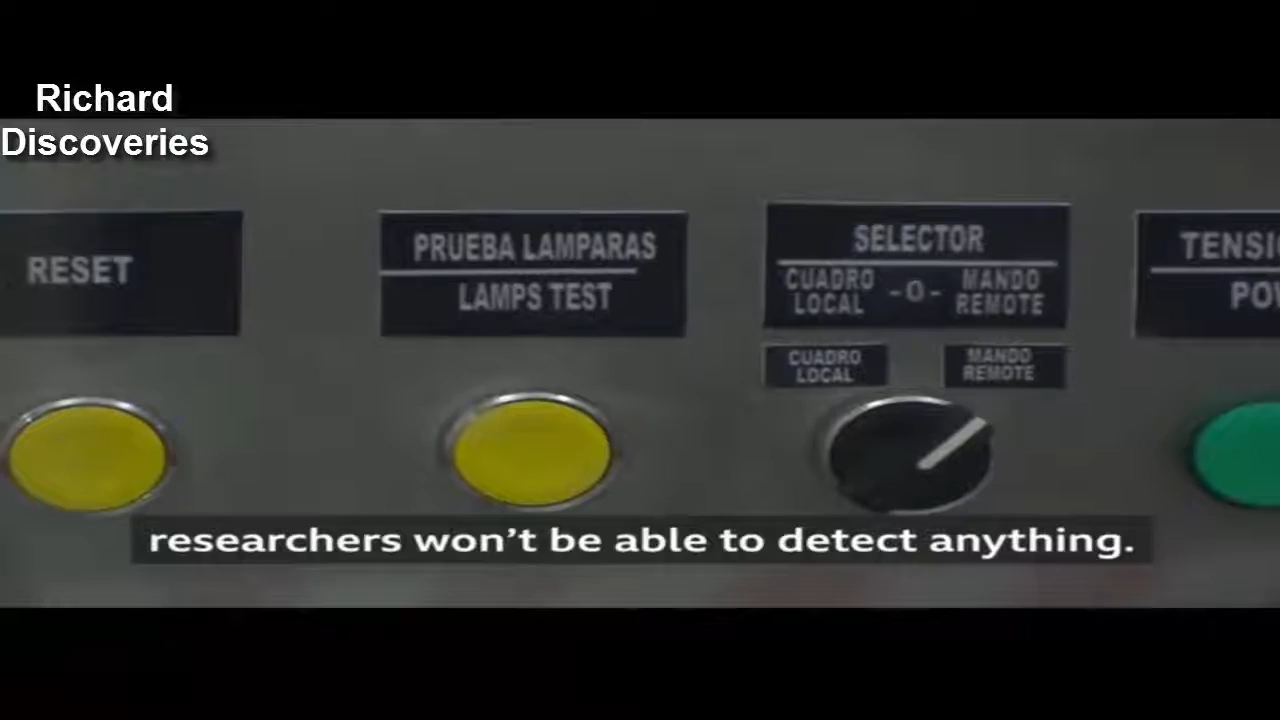 Richard
Discoveries
RESET
PRUEBA LAMPARAS
LAMPS TEST
SELECTOR
CUADRO LOCAL -0- MANDO REMOTE
CUADRO LOCAL
MANDO REMOTE
researchers won't be able to detect anything.